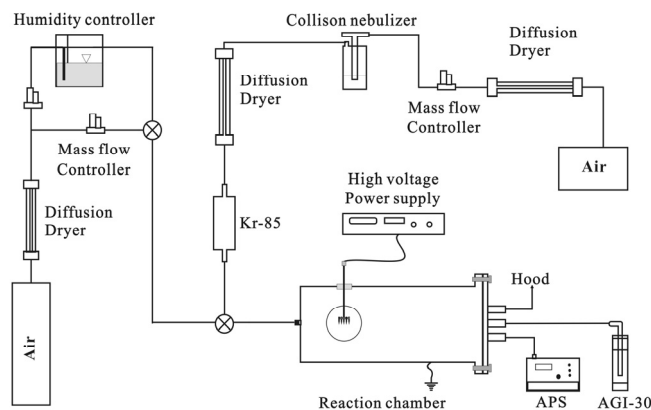 Humidity controller
Collison nebulizer
Diffusion
Dryer
Diffusion
Dryer
Mass flow
Controller
Mass flow
Controller
Air
High voltage
Power supply
Diffusion
Dryer
Kr-85
Hood
Air
Reaction chamber
APS
AGI-30